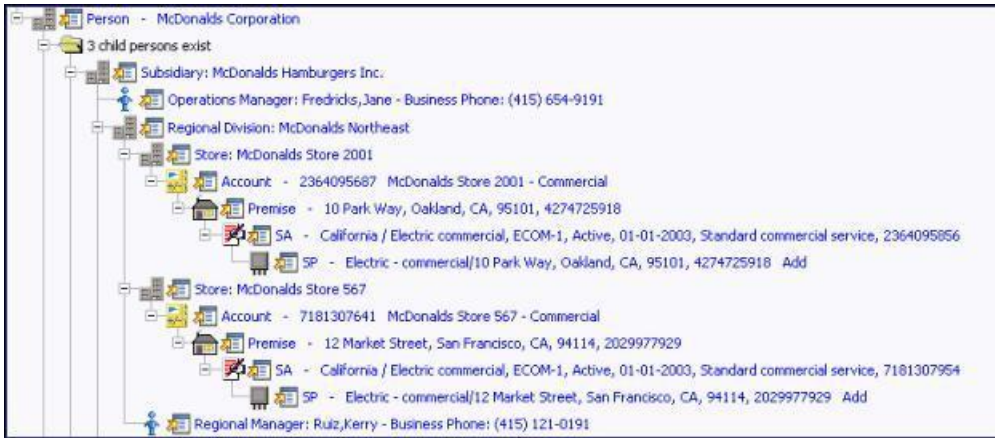 Person - McDonalds Corporation
3 child persons exist
Subsidiary: McDonalds Hamburgers Inc.
Operations Manager: Fredricks,Jane - Business Phone: (415) 654-9191
Regional Division: McDonalds Northeast
Store: McDonalds Store 2001
Account - 2364095687 McDonalds Store 2001 - Commercial
Premise - 10 Park Way, Oakland, CA, 95101, 4274725918
SA - California / Electric commercial, ECOM-1, Active, 01-01-2003, Standard commercial service, 2364095856
SP - Electric - commercial/10 Park Way, Oakland, CA, 95101, 4274725918 Add
Store: McDonalds Store 567
Account - 7181307641 McDonalds Store 567 - Commercial
Premise - 12 Market Street, San Francisco, CA, 94114, 2029977929
SA - California / Electric commercial, ECOM-1, Active, 01-01-2003, Standard commercial service, 7181307954
SP - Electric - commercial/12 Market Street, San Francisco, CA, 94114, 2029977929 Add
Regional Manager: Ruiz,Kerry - Business Phone: (415) 121-0191